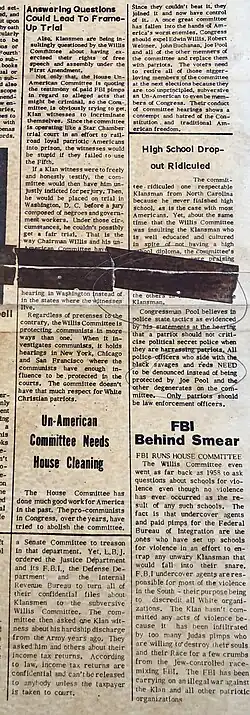 Answering Questions
Could Lead To Frame-
Up Trial
Now, Klansmen are being in-
sultingly questioned by the Willis
Committee about having ex-
ercised their rights of free
speech and assembly under the
First Amendment.
Not only that, the House Un-
American Committee is quoting
the testimony of paid FBI pimps
in regard to alleged acts that
might be criminal, so the Com-
mittee, is obviously trying to get
Klan witnesses to incriminate
themselves. Since the committee
is operating like a Star Chamber
trial court in an effort to rail-
road loyal patriotic Americans
into prison, the witnesses
would be stupid if they failed to
use the Fifth.
If a Klan witness were to freely
and honestly testify, the com-
mittee would then have him un-
justly indicted for perjury. Then,
he would be placed on trial in
Washington, D. C. before a jury
composed of negroes and govern-
ment workers. Under those cir-
cumstances, he couldn't possibly
get a fair trial. That is the
way Chairman Willis and his un-
American Committee has
hearing in Washington instead of
in the states where the witnesses
live.
Regardless of pretenses to the
contrary, the Willis Committee is
protecting communists in more
ways than one. When it in-
vestigates communists, it holds
hearings in New York, Chicago
and San Francisco where the
communists have enough in-
fluence to be protected in the
courts. The committee doesn't
have that much respect for White
Christian patriots.
Un-American
Committee Needs
House Cleaning
The House Committee had
done much good work for America
in the past. The pro-communists
in Congress, over the years, have
tried to abolish the committee.
a Senate Committee to treason
in that department. Yet, L.B.J.
ordered the Justice Department
and its F.B.I., the Defense De-
partment and the Internal
Revenue Bureau to turn all of
their confidential files about
Klansmen to the subversive
Willis Committee. The com-
mittee then asked one Klan wit-
ness about his hardship discharge
from the Army years ago. They
asked him and others about their
income tax returns. According
to law, income tax returns are
confidential and can't be released
to anybody unless the taxpayer
is taken to court.
Since they couldn't beat it, they
joined it and now have control
of it. A once great committee
has fallen into the hands of Amer-
ica's worst enemies. Congress
should expel Edwin Willis, Robert
Weltner, John Buchanan, Joe Pool
and all of the other members of
the committee and replace them
with patriots. The voters need
to retire all of those nigger-
loving members of the committee
at the next election because they
are too unprincipled, subversive
and un-American to even be mem-
bers of Congress. Their conduct
of committee hearings shows a
contempt and hatred of the Con-
stitution and traditional Am-
erican freedom.
High School Drop-
out Ridiculed
The commit-
tee ridiculed one respectable
Klansman from North Carolina
because he never finished high
school, as is the case with most
Americans. Yet, about the same
time that the Willis Committee
was insulting the Klansman who
is well educated and cultured
in spite of not having a high
school diploma, the committee's
praising
the others
Klansmen.
Congressman Pool believes in
police state tactics as evidenced
by his statements at the hearing
that a patriot should not criti-
cise political secret police when
they are harrassing patriots. All
police officers who side with the
black savages and reds NEED
to be denounced instead of being
protected by Joe Pool and the
other degenerates on the com-
mittee. Only patriots should
be law enforcement officers.
FBI
Behind Smear
FBI RUNS HOUSE COMMITTEE
The Willis Committee even
went as far back as 1958 to ask
questions about schools for vio-
lence, even though no violence
has ever occurred as the re-
sult of any such schools. The
fact is that undercover agents
and paid pimps for the Federal
Bureau of Integration are the
ones who have set up schools
for violence in an effort to en-
trap any unwary Klansman that
would fall into their snare.
F.B.I. undercover agents are res-
ponsible for most of the violence
in the South - their purpose being
to discredit all White organiza-
tions. The Klan hasn't com-
mitted any acts of violence be-
cause it has been infiltrated
by too many Judas pimps who
are willing to destroy their souls
and their Race for a few crumbs
from the Jew-controlled race-
mixing FBI. The FBI has been
carrying on an illegal war against
the Klan and all other patriotic
organizations